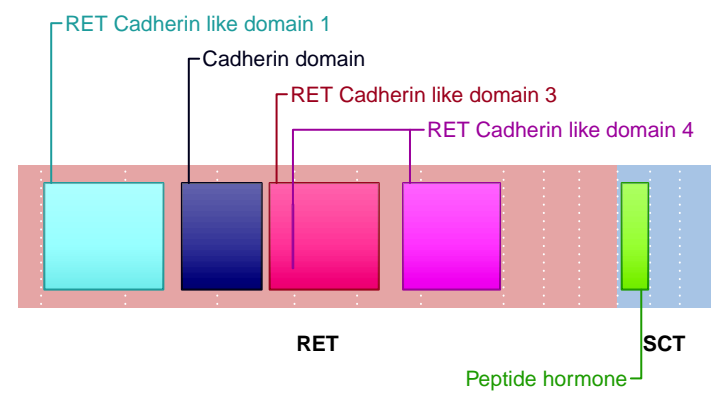 RET Cadherin like domain 1
Cadherin domain
RET Cadherin like domain 3
RET Cadherin like domain 4
RET
SCT
Peptide hormone